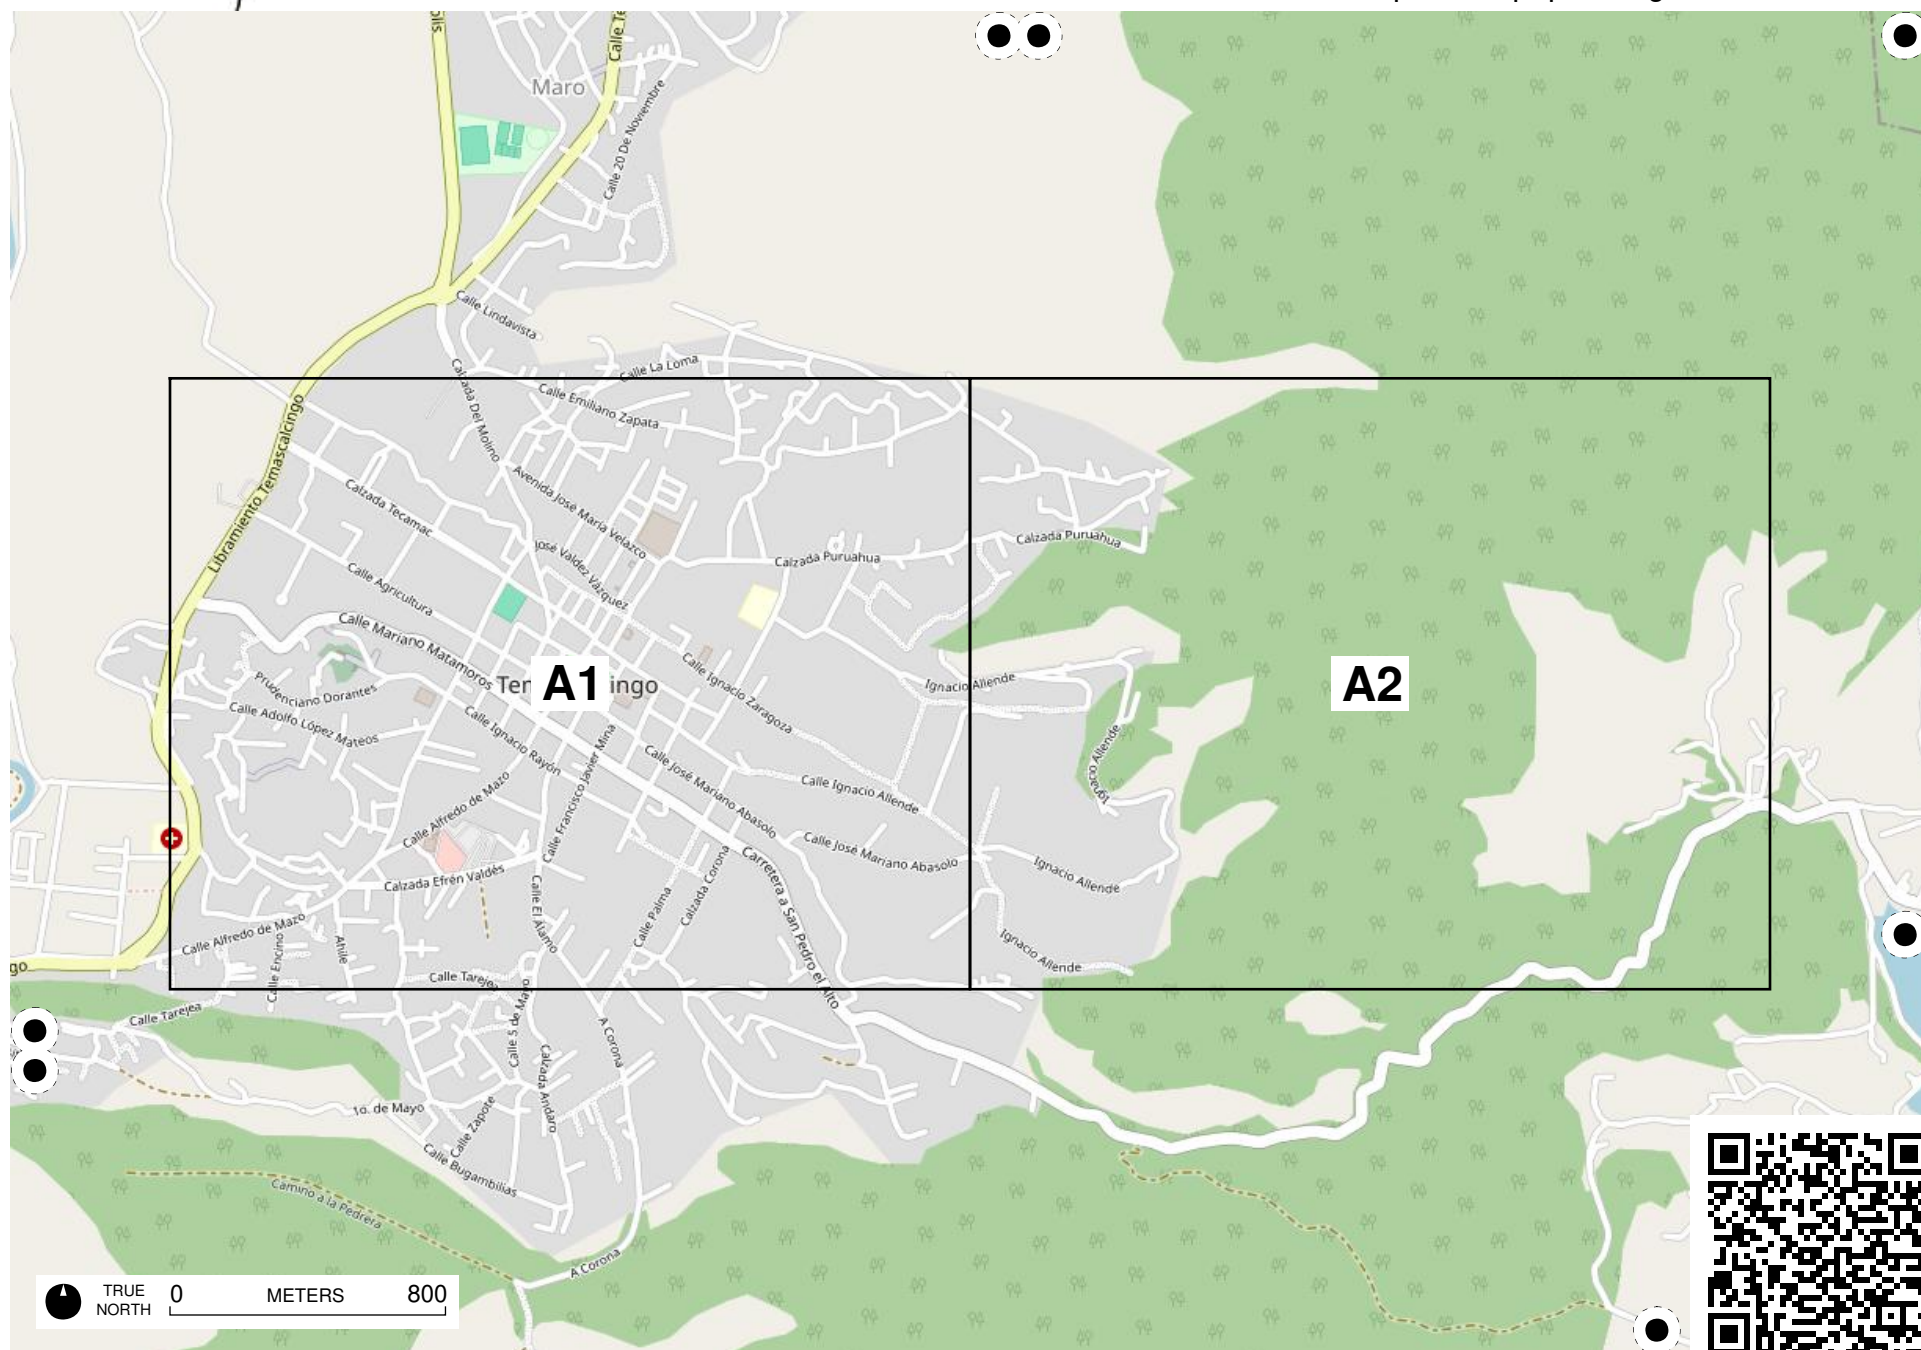 olis
Calle Te
Maro
Calle 20 De Noviembre
Calle Lindavista
Calle La Loma
Calzada Del Molino
Calle Emiliano Zapata
Libramiento Temascalcingo
Calzada Tecamac
Avenida José María Velazco
José Valdez Vázquez
Calzada Puruahua
Calzada Puruahua
Calle Agricultura
Calle Mariano Matamoros
Prudenciano Dorantes
Calle Adolfo López Mateos
Tem
A1
ingo
Calle Ignacio Zaragoza
Ignacio Allende
A2
Calle Ignacio Rayón
Calle Francisco Javier Mina
Calle José Mariano Abasolo
Calle Ignacio Allende
Ignacio Allende
Calle Alfredo de Mazo
Calle José Mariano Abasolo
Ignacio Allende
Calzada Efrén Valdés
Carretera a San Pedro el Alto
Calle El Álamo
Calle Palma
Calzada Corona
Calle Alfredo de Mazo
Calle Encino
Ahile
Ignacio Allende
go
Calle Tarejea
Calle Tarejea
Calle 5 de Mayo
A Corona
Calzada Andaro
1o. de Mayo
Calle Zapote
Calle Bugambilias
Camino a la Pedrera
A Corona
TRUE NORTH
0 METERS 800